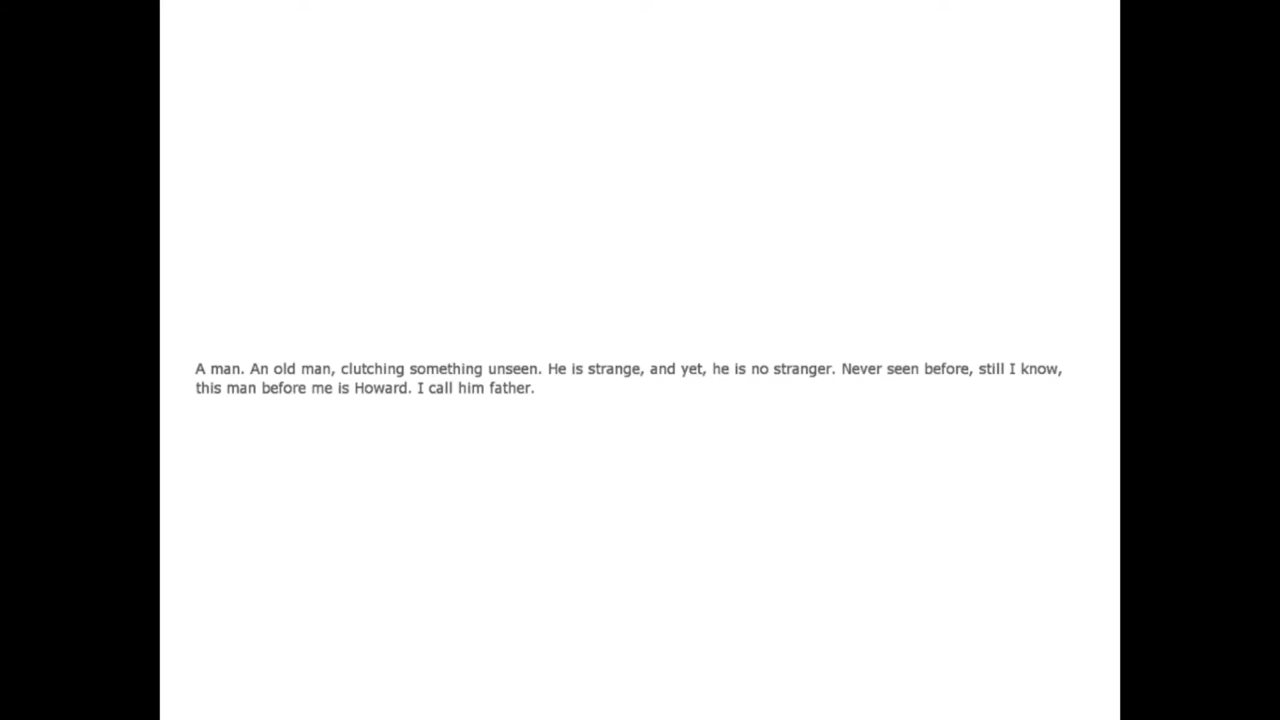 A man. An old man, clutching something unseen. He is strange, and yet, he is no stranger. Never seen before, still I know,
this man before me is Howard. I call him father.